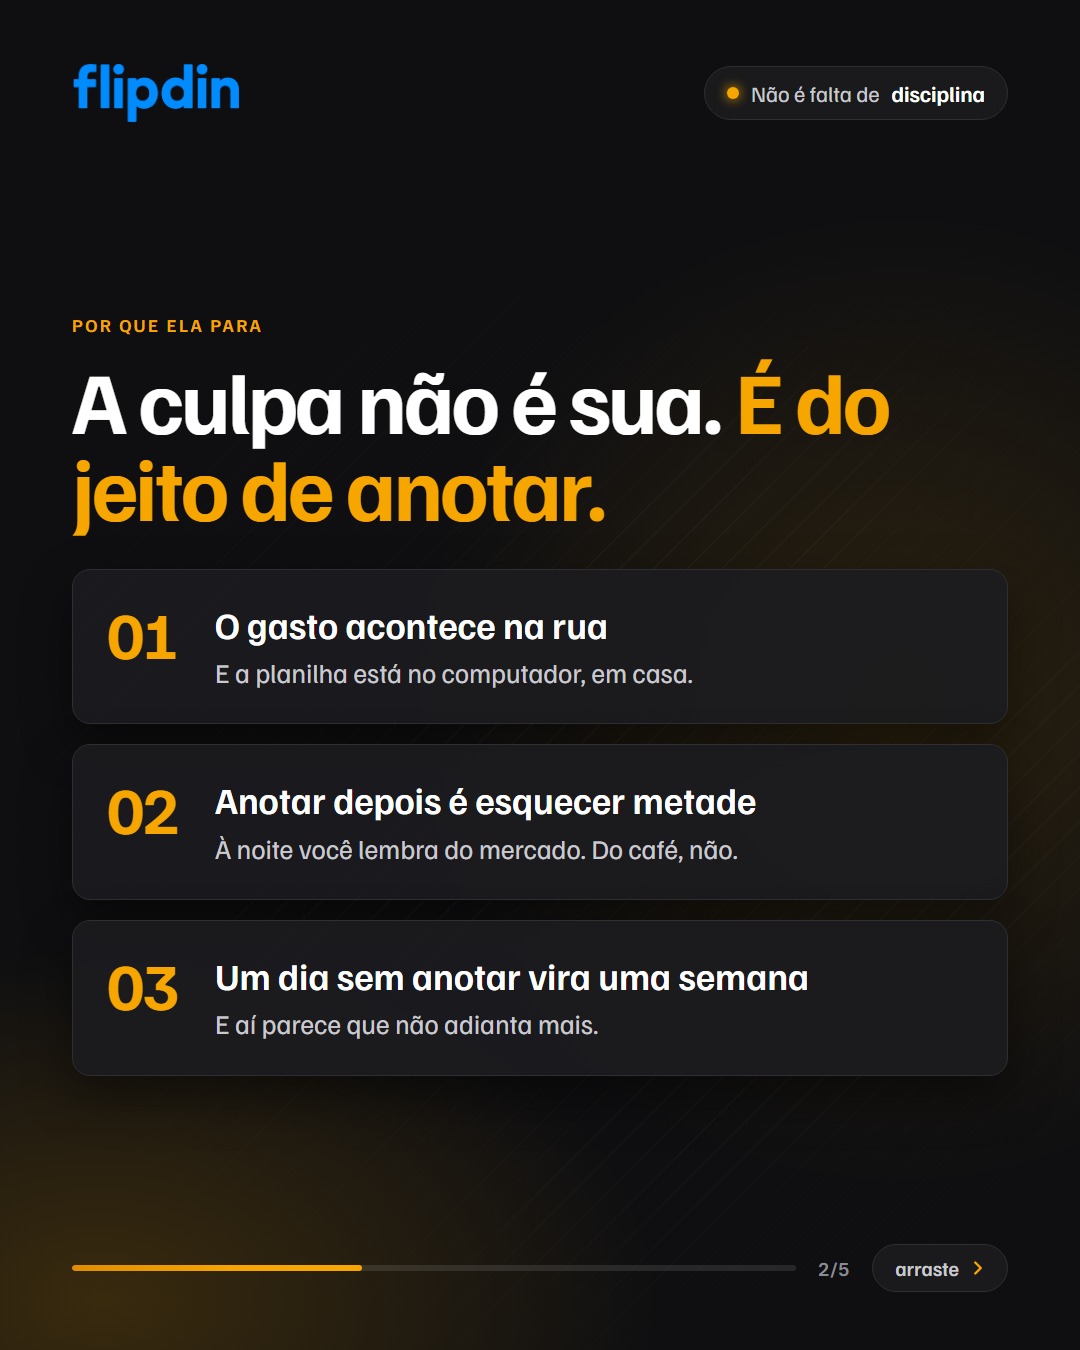 flipdin
Não é falta de disciplina
POR QUE ELA PARA
A culpa não é sua. É do
jeito de anotar.
01
O gasto acontece na rua
E a planilha está no computador, em casa.
02
Anotar depois é esquecer metade
À noite você lembra do mercado. Do café, não.
03
Um dia sem anotar vira uma semana
E aí parece que não adianta mais.
2/5
arraste